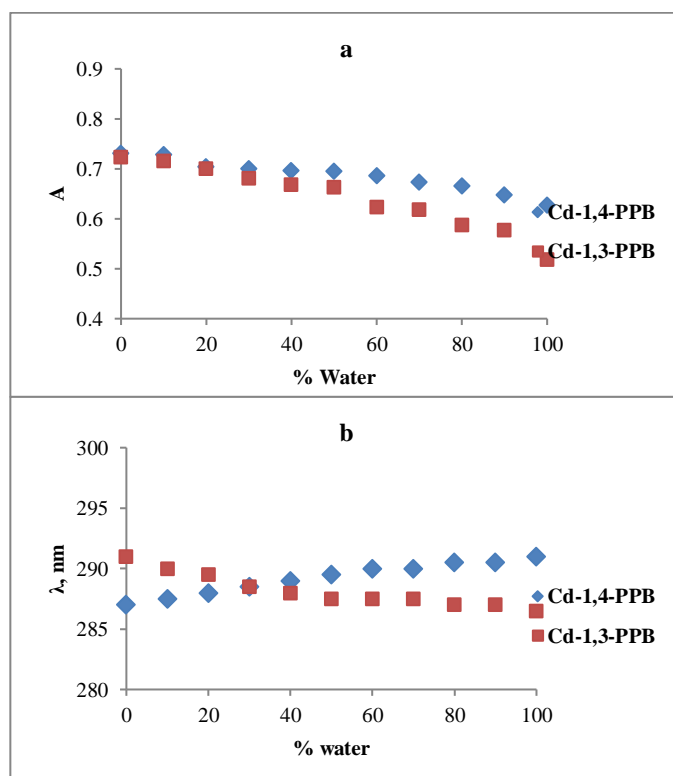 a
0.9
0.8
0.7
0.6
0.5
0.4
A
0 20 40 60 80 100
% Water
Cd-1,4-PPB
Cd-1,3-PPB
b
300
295
290
285
280
λ, nm
0 20 40 60 80 100
% water
Cd-1,4-PPB
Cd-1,3-PPB